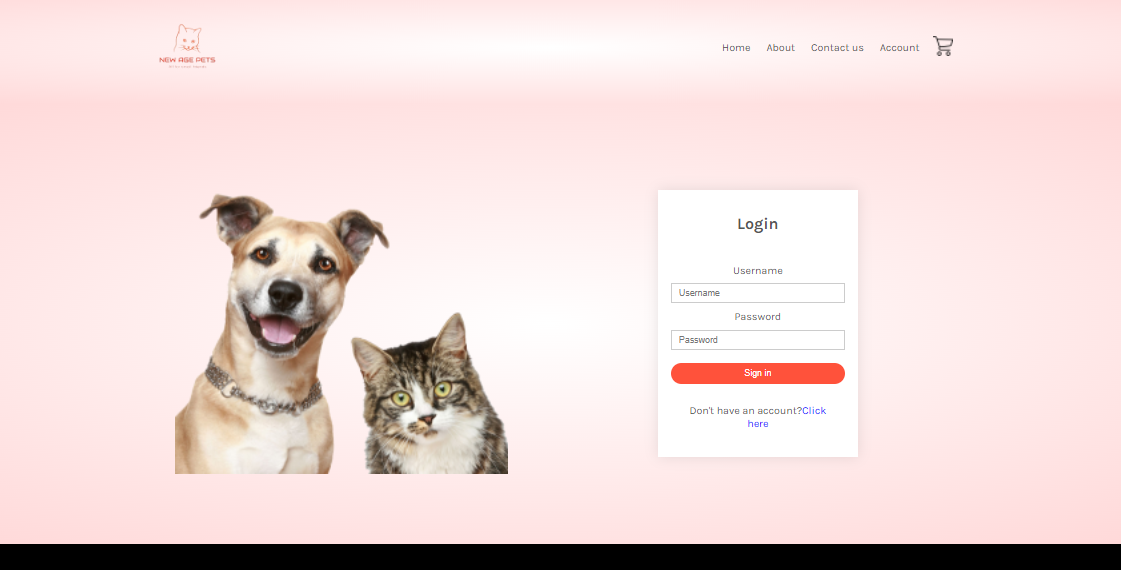 NEW AGE PETS
Home About Contact us Account
Login
Username
Username
Password
Password
Sign in
Don't have an account?Click
here